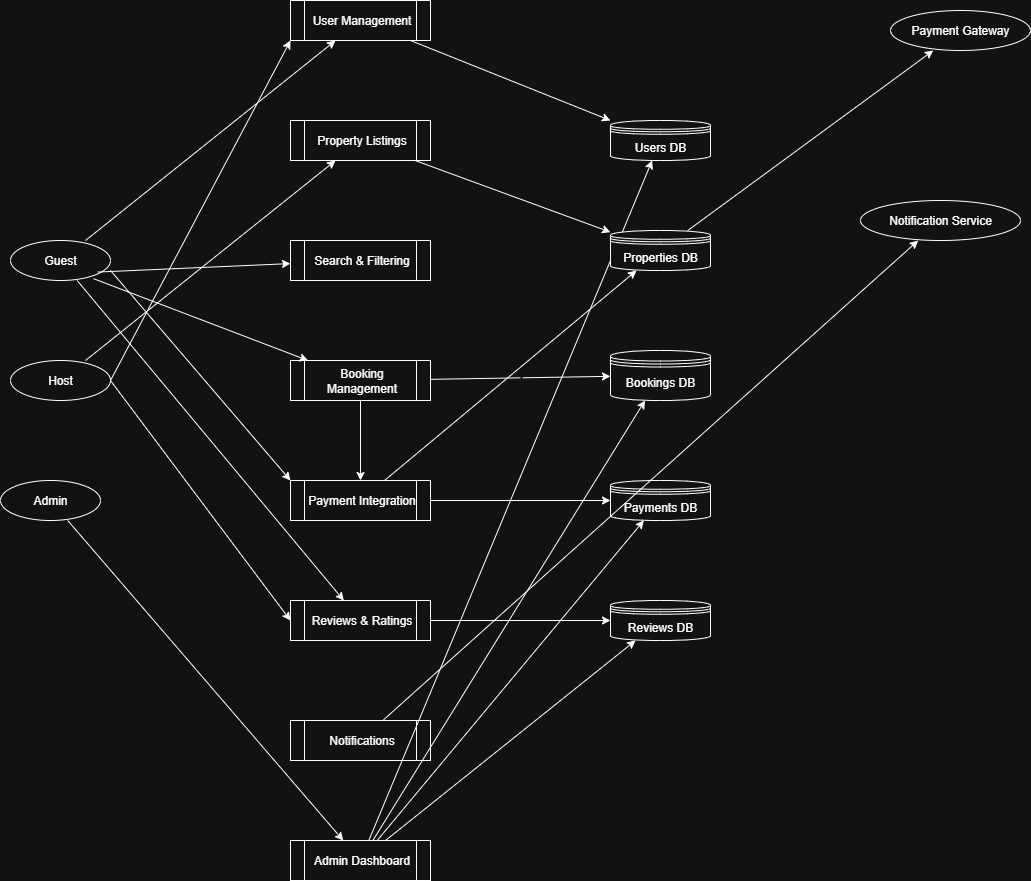 User Management
Payment Gateway
Property Listings
Users DB
Notification Service
Guest
Search & Filtering
Properties DB
Host
Booking
Management
Bookings DB
Admin
Payment Integration
Payments DB
Reviews & Ratings
Reviews DB
Notifications
Admin Dashboard